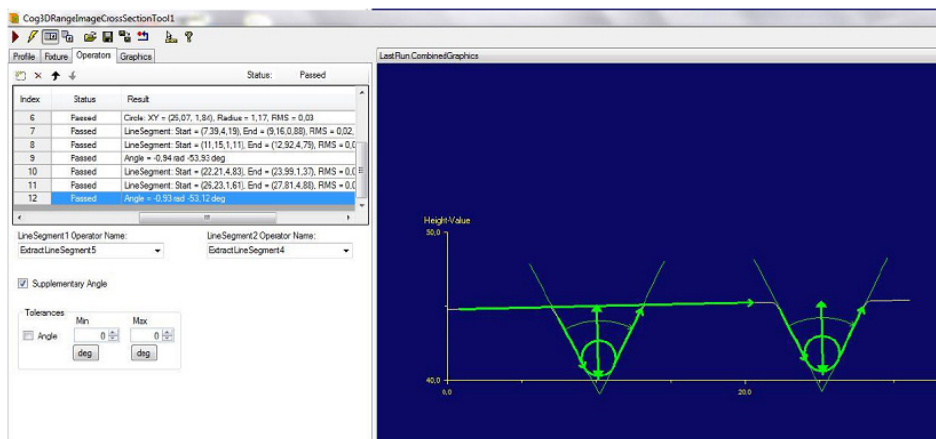 Cog3DRangeImageCrossSectionTool1
Profile Fixture Operators Graphics
Status: Passed
Index Status Result
6 Passed Circle: XY = (26,07, 1,84), Radius = 1,17, RMS = 0,03
7 Passed LineSegment: Start = (7,39,4,19), End = (9,16,0,88), RMS = 0,02,
8 Passed LineSegment: Start = (11,15,1,11), End = (12,92,4,79), RMS = 0,0
9 Passed Angle = -0,94 rad -53,93 deg
10 Passed LineSegment: Start = (22,21,4,83), End = (23,99,1,37), RMS = 0,0
11 Passed LineSegment: Start = (26,23,1,61), End = (27,81,4,88), RMS = 0,0
12 Passed Angle = -0,93 rad -53,12 deg
LineSegment1 Operator Name: LineSegment2 Operator Name:
ExtractLineSegment5 ExtractLineSegment4
Supplementary Angle
Tolerances
Min Max
Angle 0 0
deg deg
LastRun CombinedGraphics
Height-Value
50,0
40,0
0,0 20,0